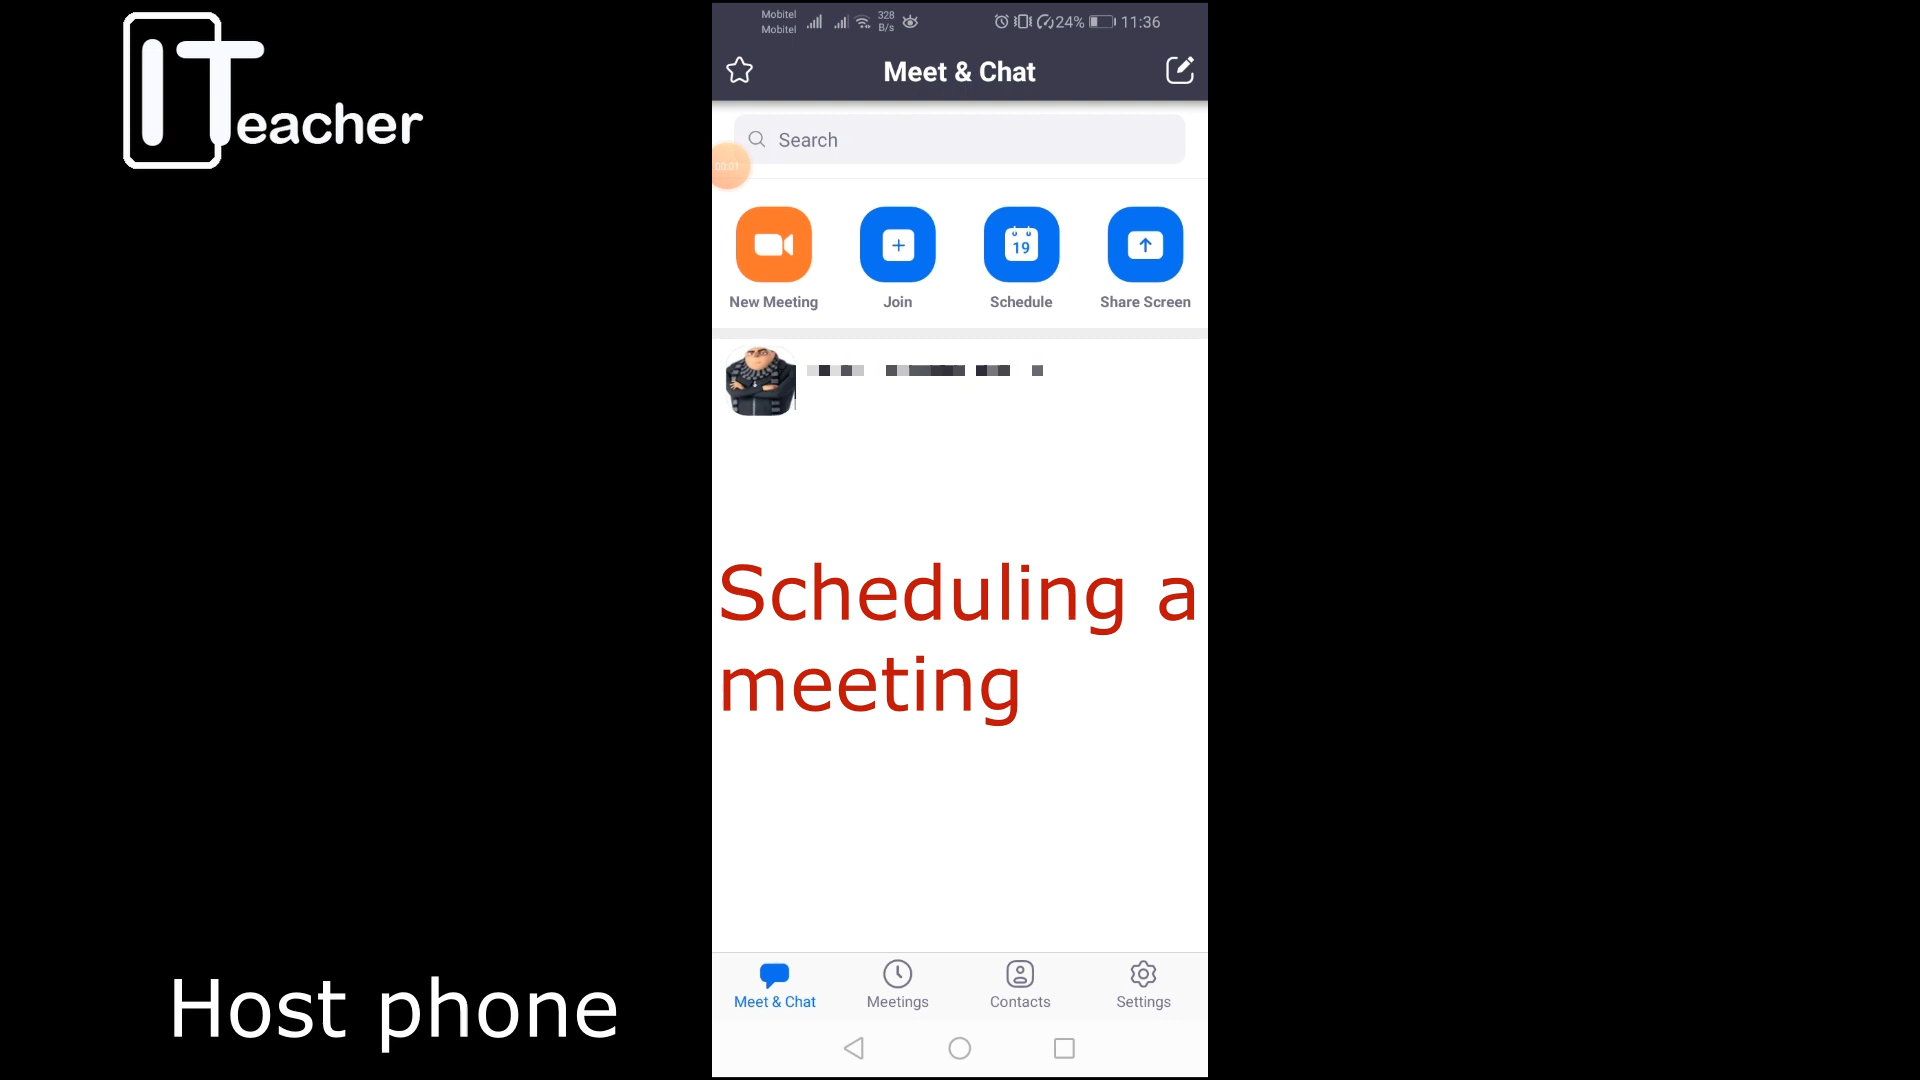 ITeacher
Mobitel
Mobitel
328
B/s
24%
11:36
Meet & Chat
Search
00:01
19
New Meeting
Join
Schedule
Share Screen
Scheduling a
meeting
Meet & Chat
Meetings
Contacts
Settings
Host phone